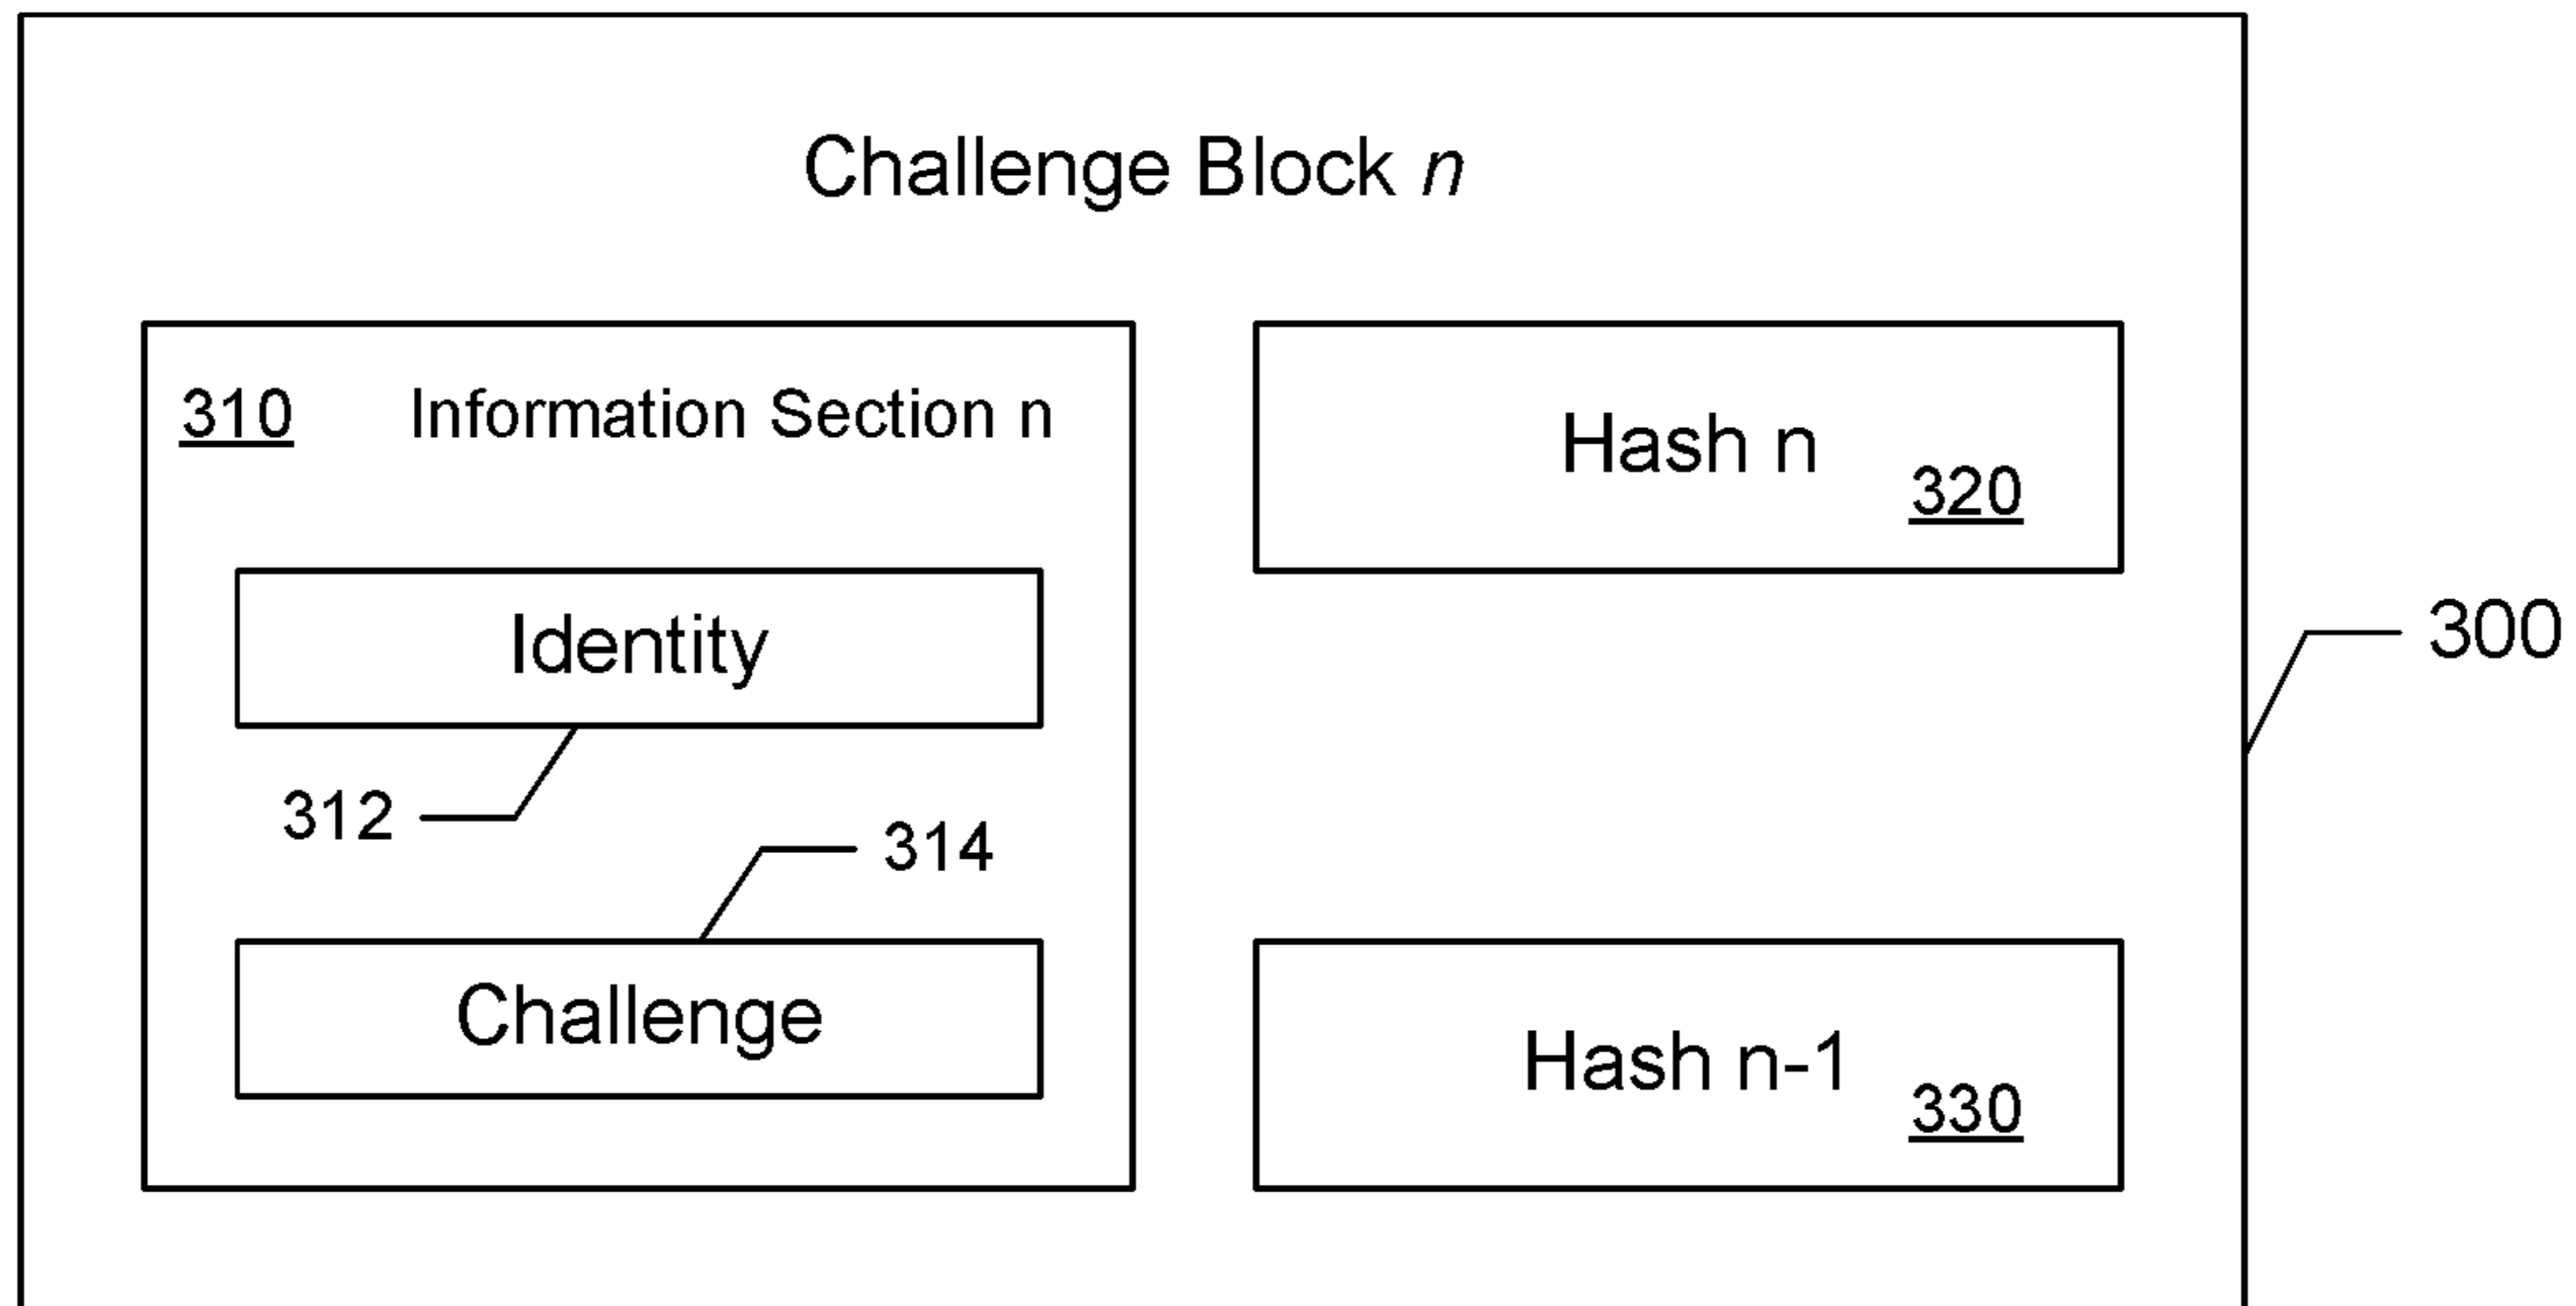 Challenge Block n
310 Information Section n
Identity
312
314
Challenge
Hash n
320
Hash n-1
330
300